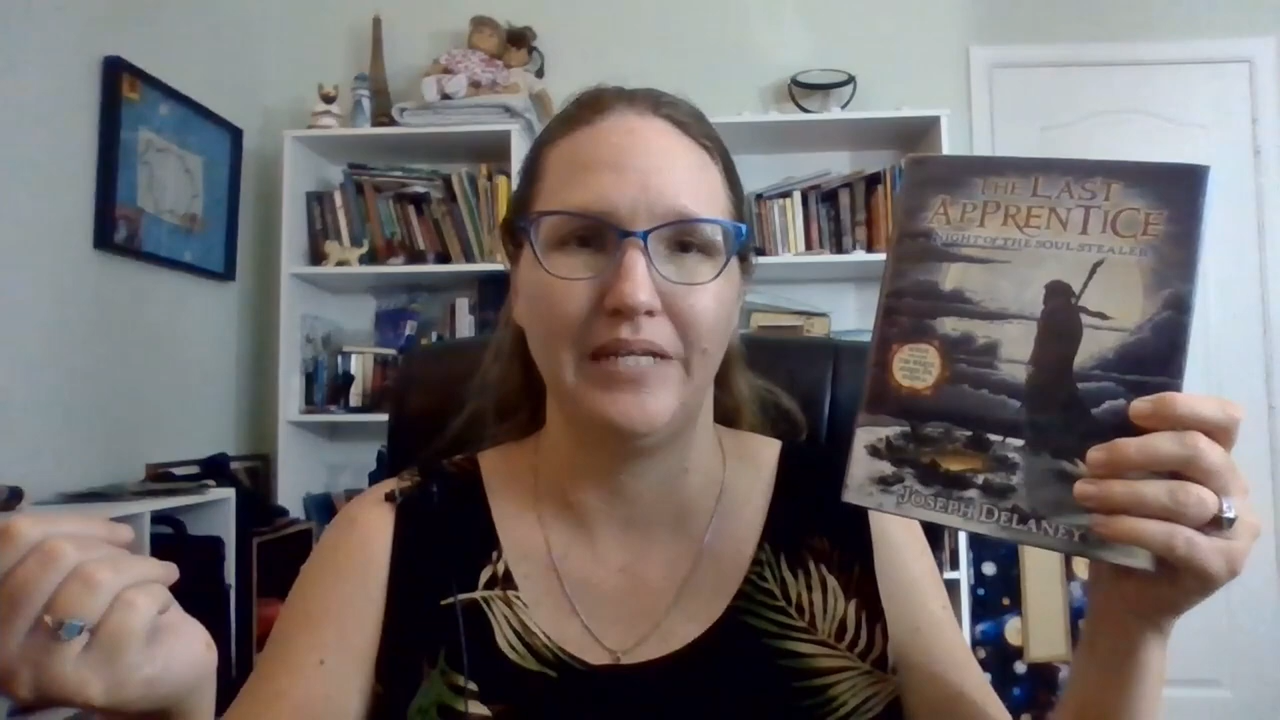 THE LAST
APPRENTICE
NIGHT OF THE SOUL STEALER
JOSEPH DELANEY